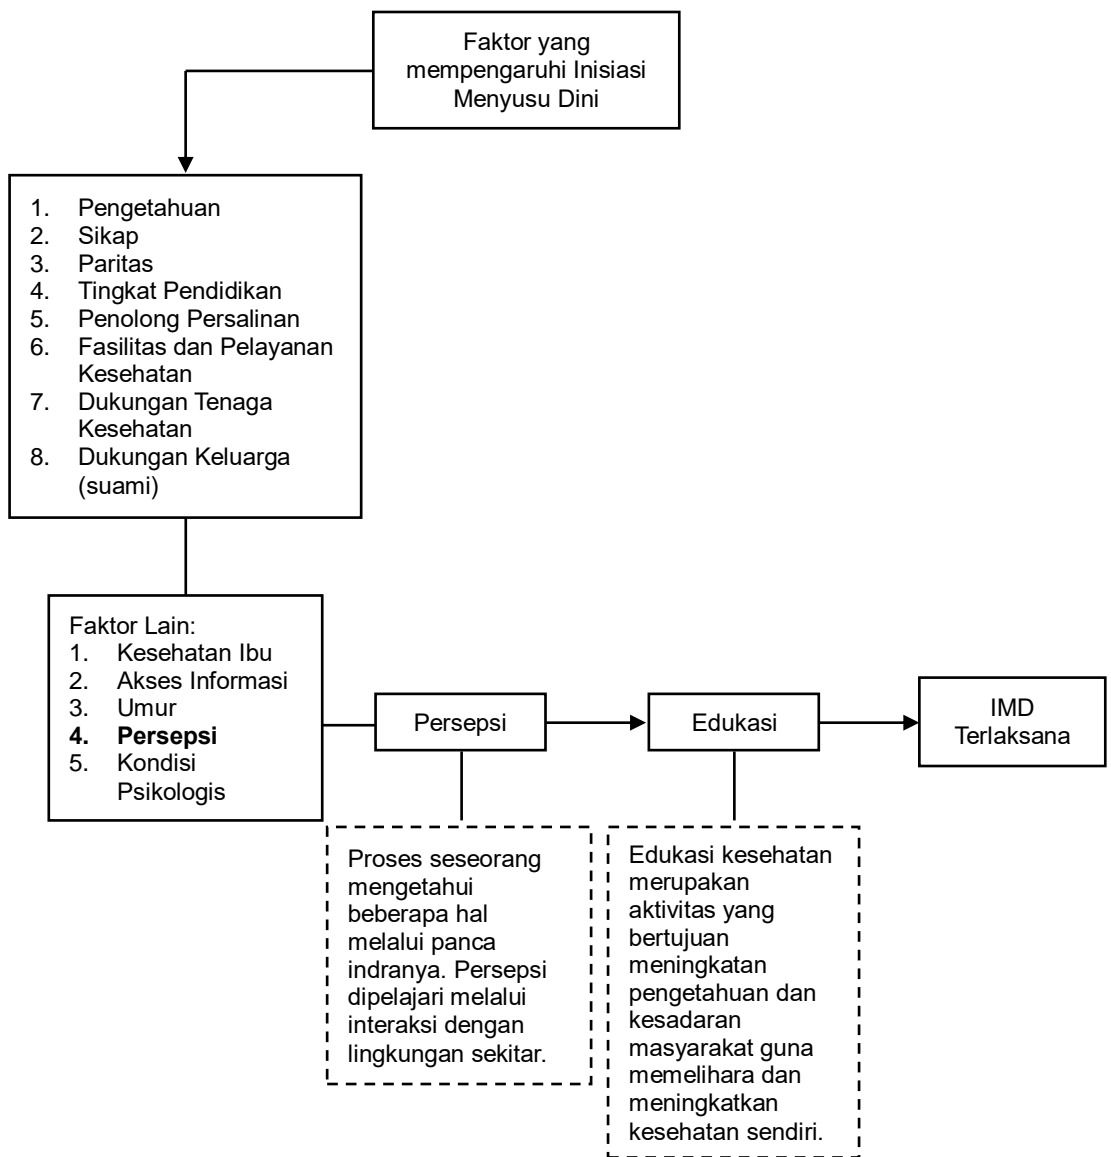 Faktor yang
mempengaruhi Inisiasi
Menyusu Dini
1. Pengetahuan
2. Sikap
3. Paritas
4. Tingkat Pendidikan
5. Penolong Persalinan
6. Fasilitas dan Pelayanan
Kesehatan
7. Dukungan Tenaga
Kesehatan
8. Dukungan Keluarga
(suami)
Faktor Lain:
1. Kesehatan Ibu
2. Akses Informasi
3. Umur
4. Persepsi
5. Kondisi
Psikologis
Persepsi
Edukasi
IMD
Terlaksana
Proses seseorang
mengetahui
beberapa hal
melalui panca
indranya. Persepsi
dipelajari melalui
interaksi dengan
lingkungan sekitar.
Edukasi kesehatan
merupakan
aktivitas yang
bertujuan
meningkatan
pengetahuan dan
kesadaran
masyarakat guna
memelihara dan
meningkatkan
kesehatan sendiri.